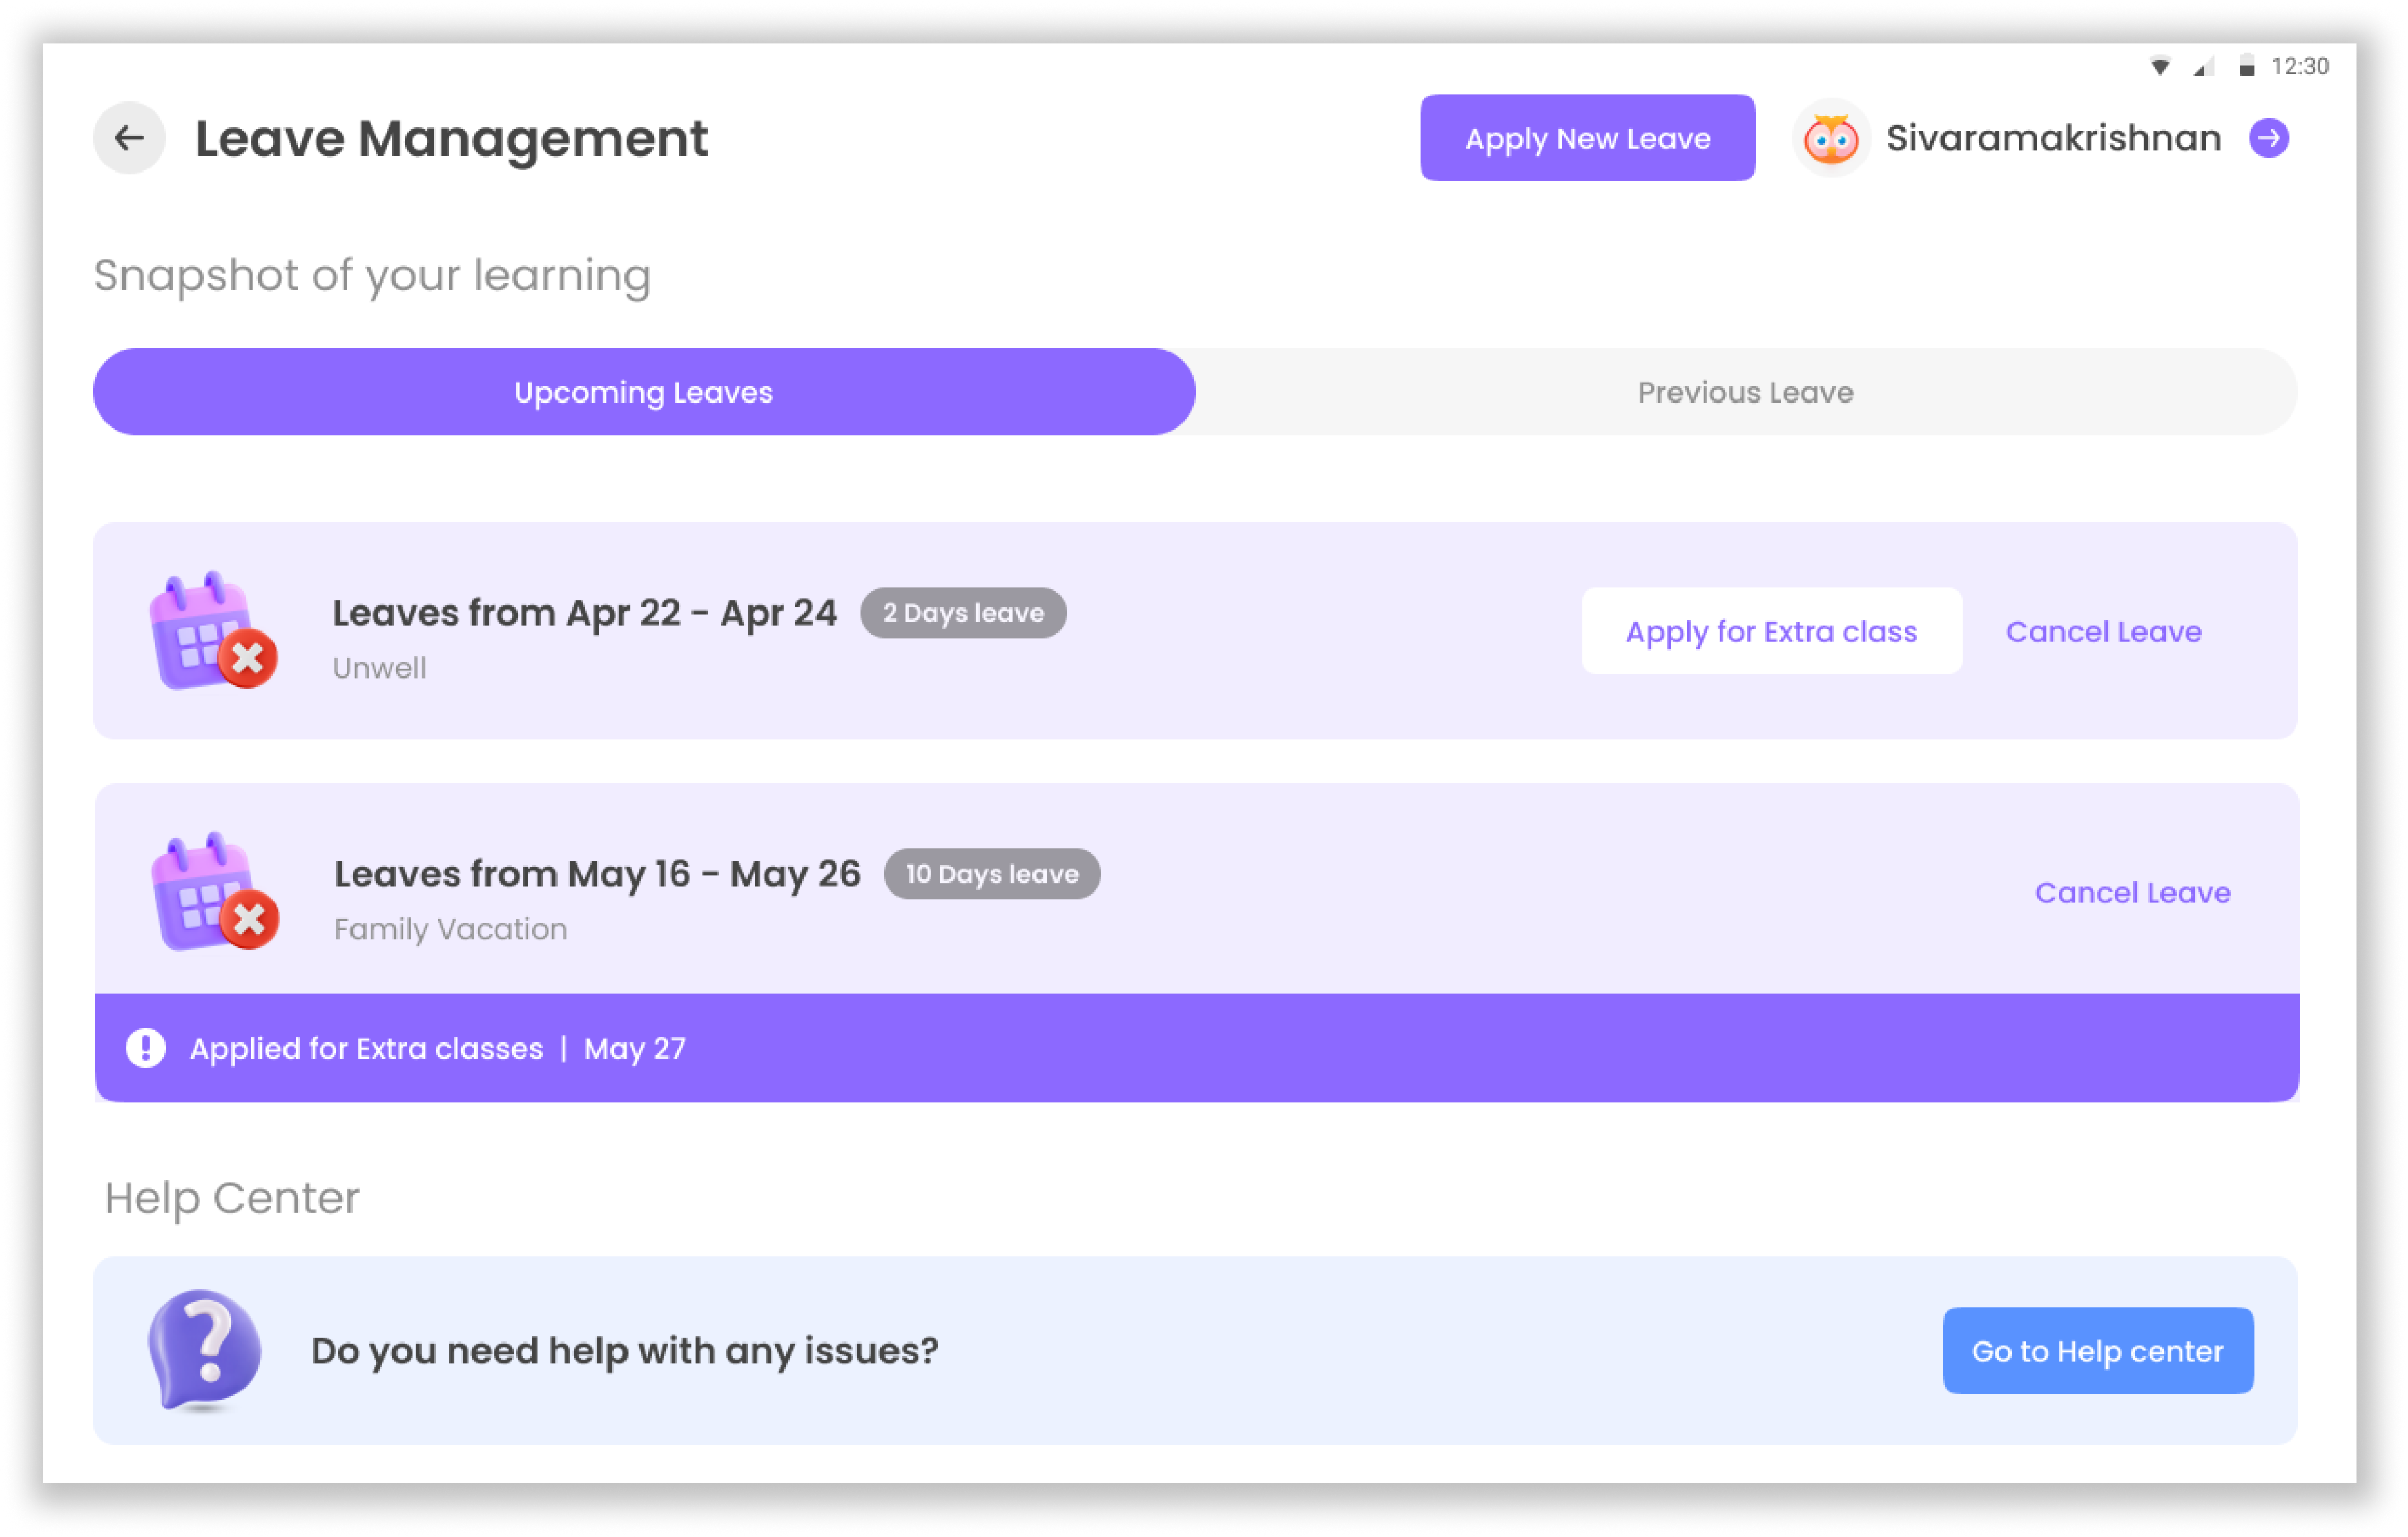 12:30
Leave Management
Apply New Leave
Sivaramakrishnan
Snapshot of your learning
Upcoming Leaves
Previous Leave
Leaves from Apr 22 - Apr 24
2 Days leave
Unwell
Apply for Extra class
Cancel Leave
Leaves from May 16 - May 26
10 Days leave
Family Vacation
Cancel Leave
Applied for Extra classes | May 27
Help Center
Do you need help with any issues?
Go to Help center